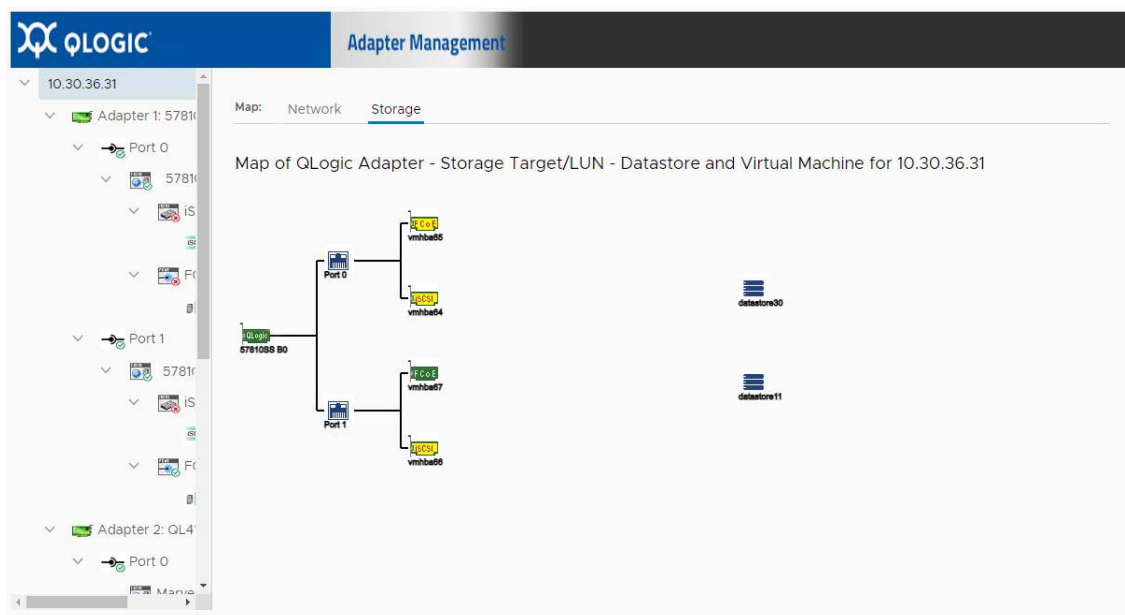 QLOGIC
Adapter Management
10.30.36.31
Adapter 1: 5781
Port 0
5781
iS
FC
Port 1
5781
iS
FC
Adapter 2: QL4
Port 0
Marve
Map: Network Storage
Map of QLogic Adapter - Storage Target/LUN - Datastore and Virtual Machine for 10.30.36.31
FCoE
vmhba65
Port 0
iSCSI
vmhba64
datastore30
QLogic
57810SS B0
FCoE
vmhba67
datastore11
Port 1
iSCSI
vmhba66